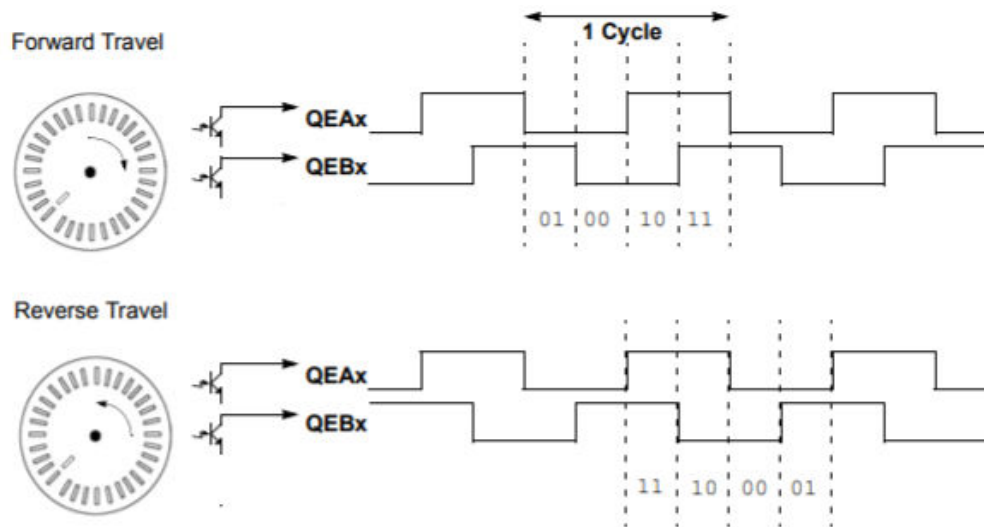 1 Cycle
Forward Travel
QEAx
QEBx
01 00 10 11
Reverse Travel
QEAx
QEBx
11 10 00 01